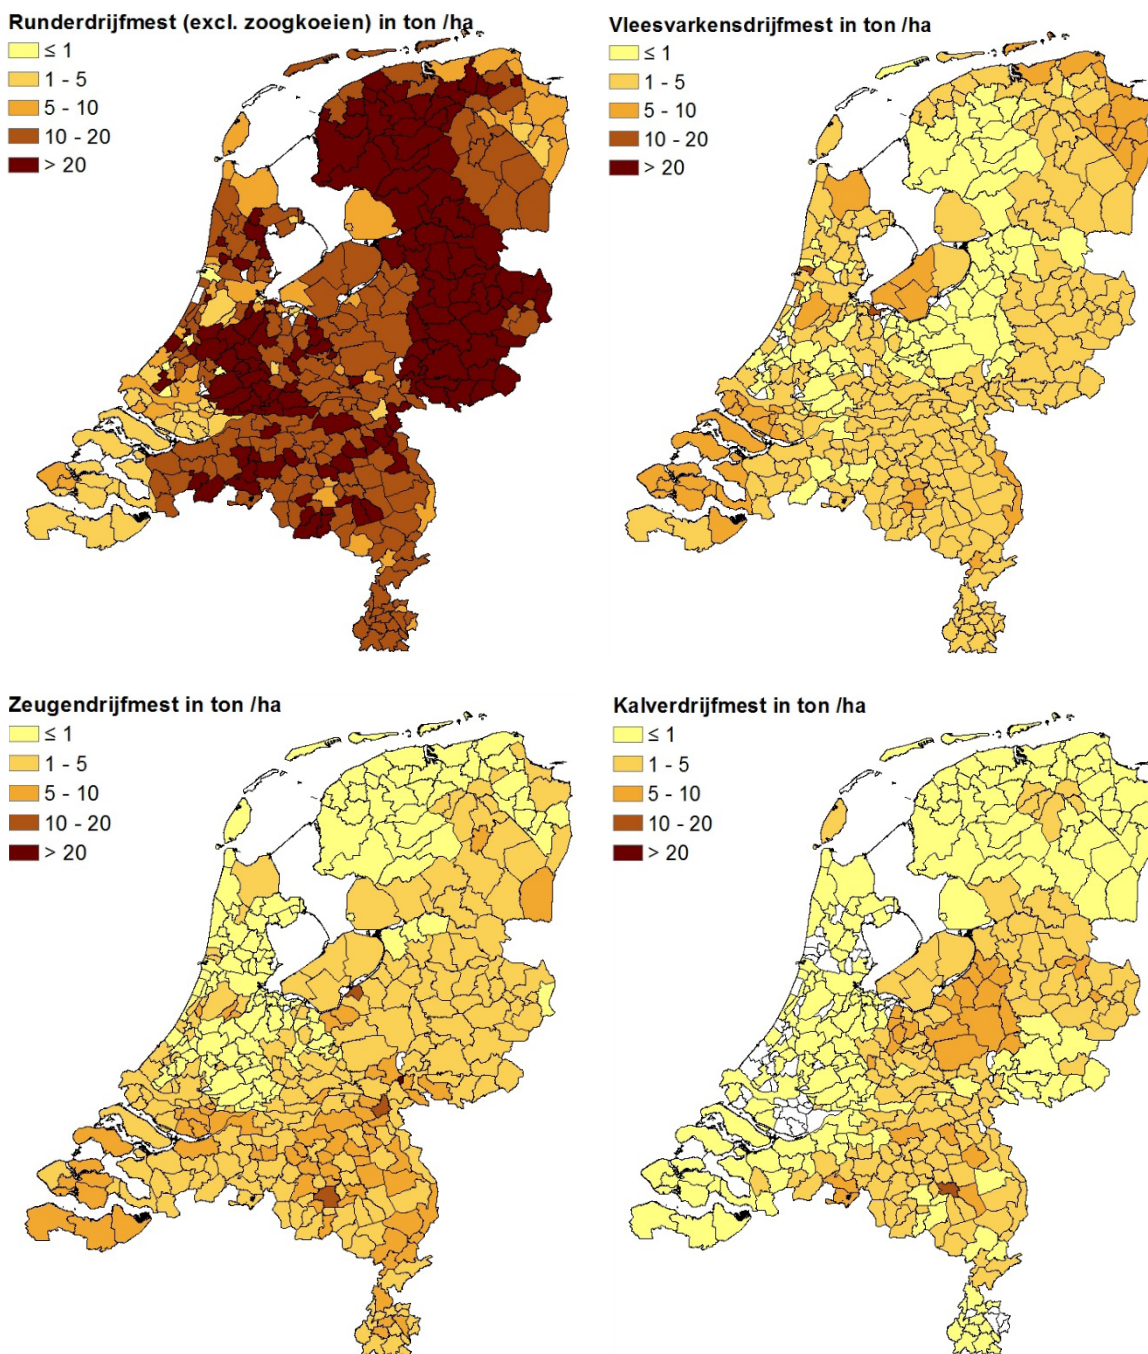 Runderdrijfmest (excl. zoogkoeien) in ton /ha
≤ 1
1 - 5
5 - 10
10 - 20
> 20
Vleesvarkensdrijfmest in ton /ha
≤ 1
1 - 5
5 - 10
10 - 20
> 20
Zeugendrijfmest in ton /ha
≤ 1
1 - 5
5 - 10
10 - 20
> 20
Kalverdrijfmest in ton /ha
≤ 1
1 - 5
5 - 10
10 - 20
> 20